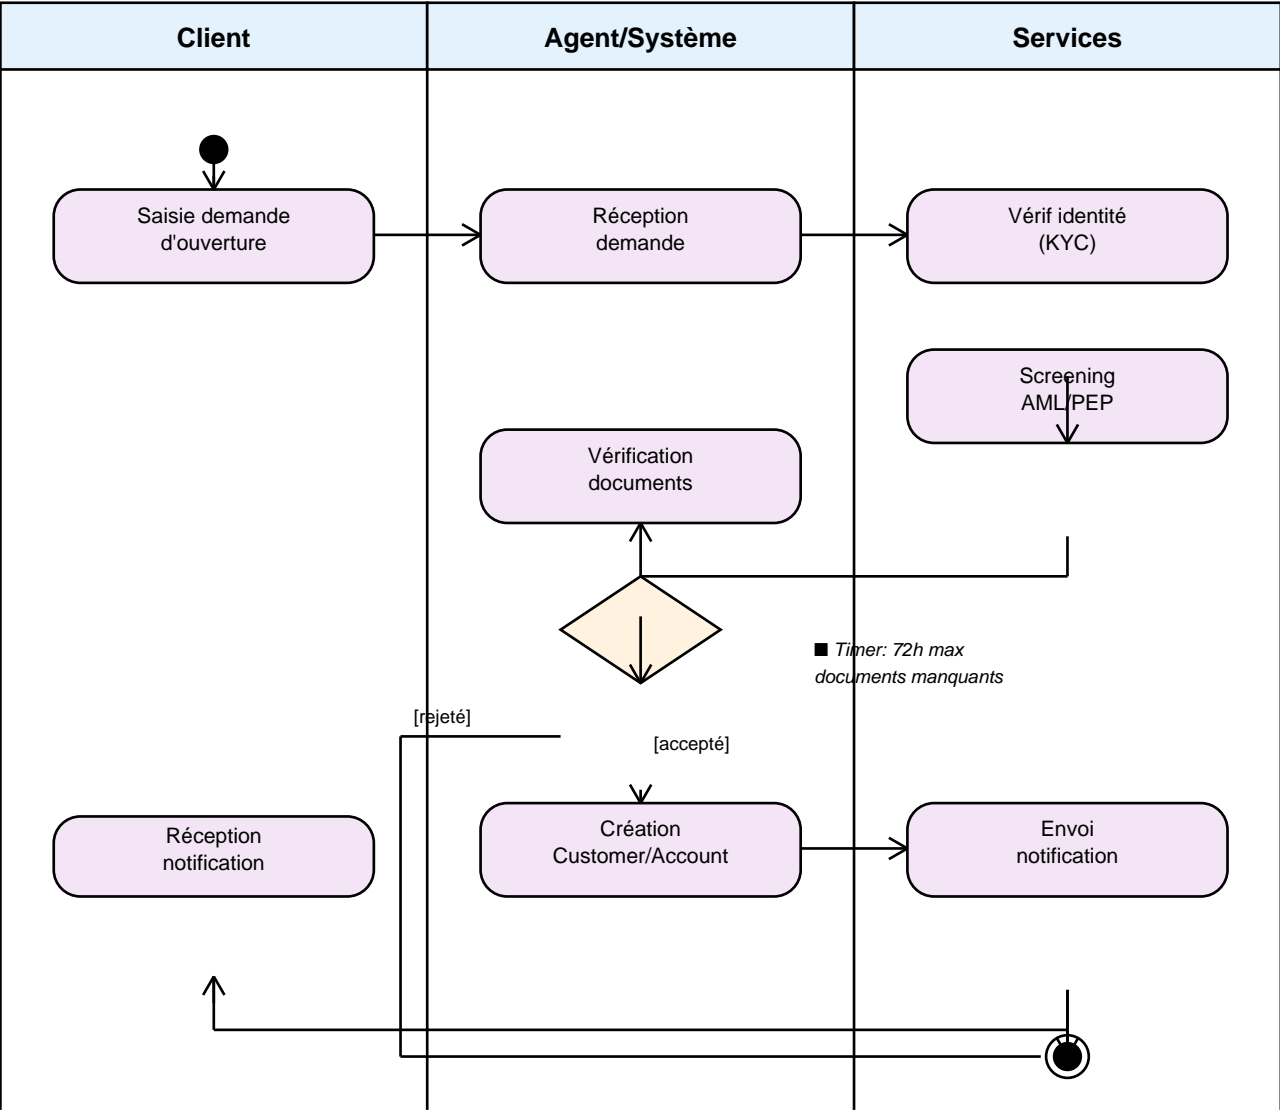 Client
Agent/Système
Services
Saisie demande
d'ouverture
Réception
demande
Vérif identité
(KYC)
Screening
AML/PEP
Vérification
documents
■ Timer: 72h max
documents manquants
[rejeté]
[accepté]
Réception
notification
Création
Customer/Account
Envoi
notification